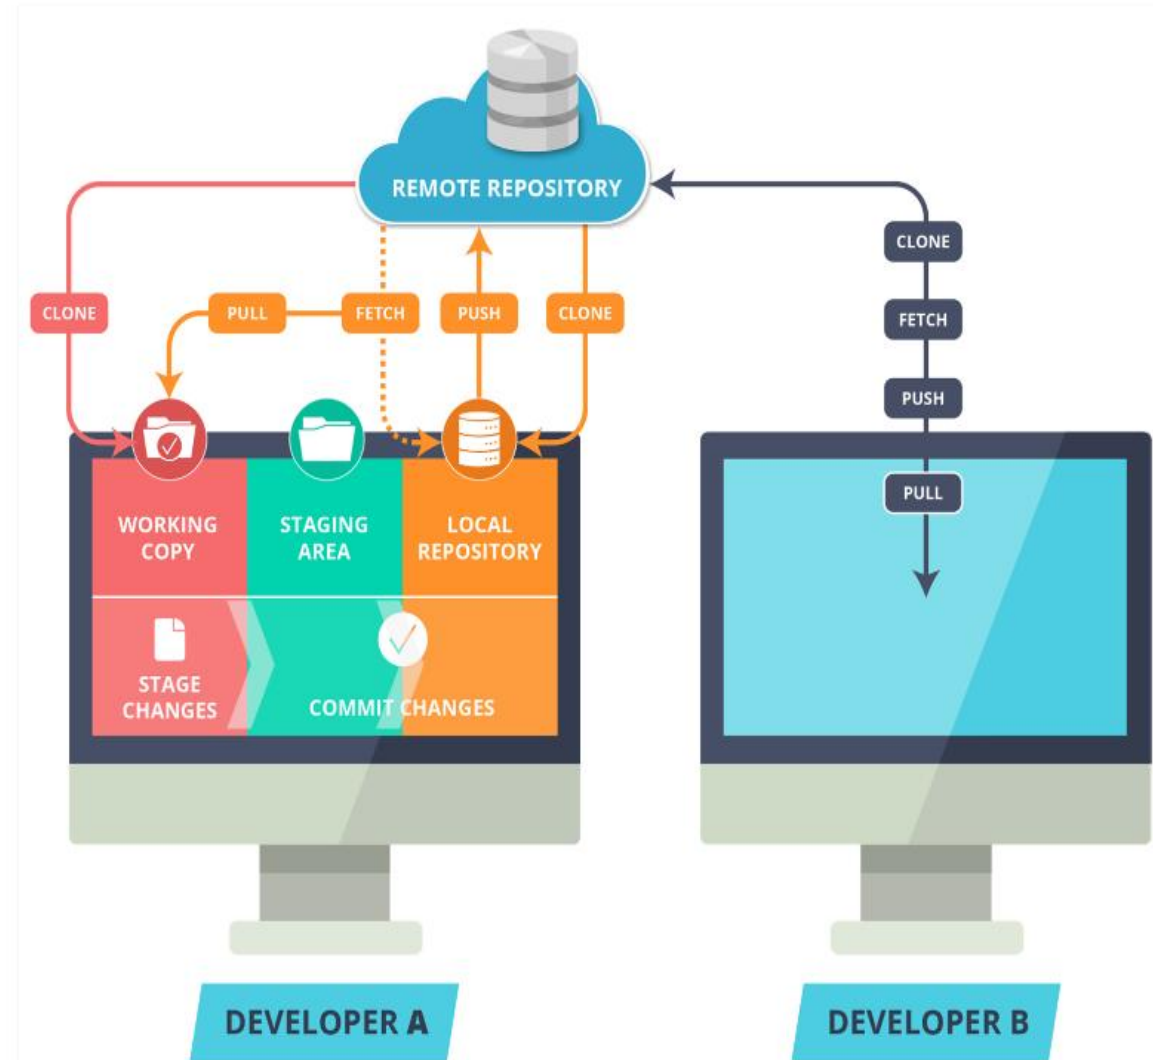 REMOTE REPOSITORY
CLONE
CLONE
PULL
FETCH
PUSH
CLONE
FETCH
PUSH
PULL
WORKING
COPY
STAGING
AREA
LOCAL
REPOSITORY
STAGE
CHANGES
COMMIT CHANGES
DEVELOPER A
DEVELOPER B